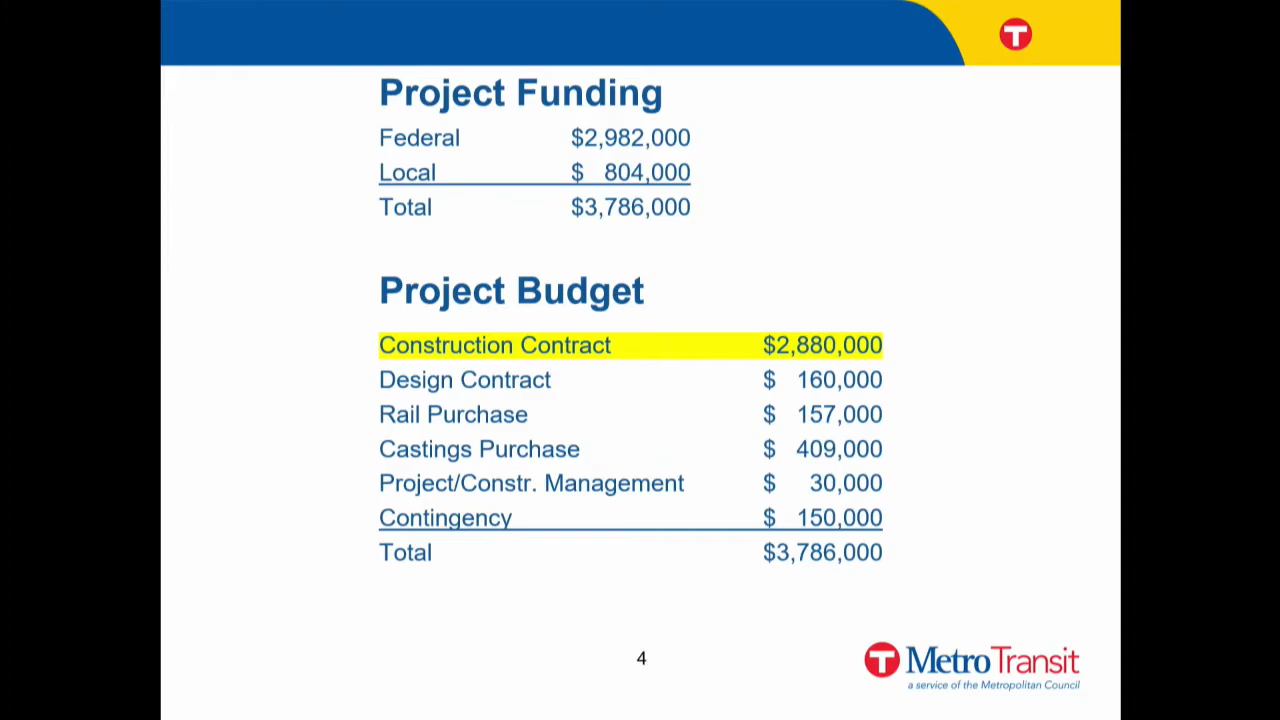 T
Project Funding
Federal $2,982,000
Local $ 804,000
Total $3,786,000
Project Budget
Construction Contract $2,880,000
Design Contract $ 160,000
Rail Purchase $ 157,000
Castings Purchase $ 409,000
Project/Constr. Management $ 30,000
Contingency $ 150,000
Total $3,786,000
4
T MetroTransit
a service of the Metropolitan Council